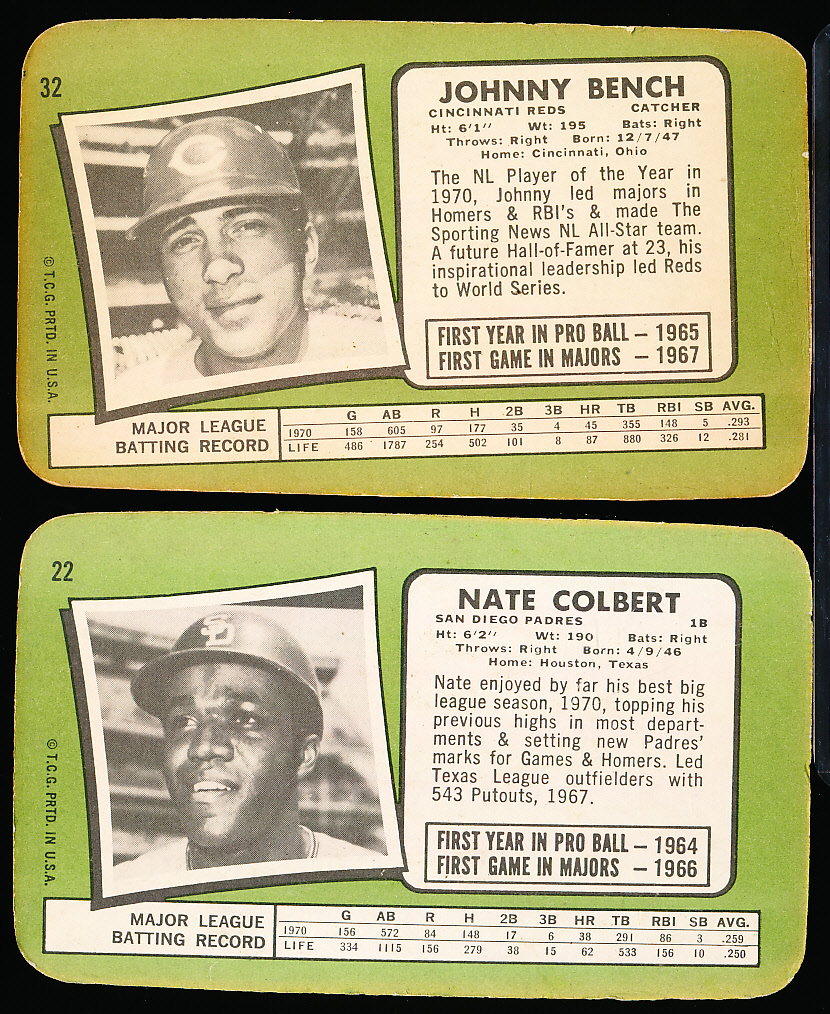 32
JOHNNY BENCH
CINCINNATI REDS CATCHER
Ht: 6'1" Wt: 195 Bats: Right
Throws: Right Born: 12/7/47
Home: Cincinnati, Ohio
The NL Player of the Year in
1970, Johnny led majors in
Homers & RBI's & made The
Sporting News NL All-Star team.
A future Hall-of-Famer at 23, his
inspirational leadership led Reds
to World Series.
FIRST YEAR IN PRO BALL — 1965
FIRST GAME IN MAJORS — 1967
© T.C.G. PRTD. IN U.S.A.
MAJOR LEAGUE
BATTING RECORD
G AB R H 2B 3B HR TB RBI SB AVG.
1970 158 605 97 177 35 4 45 355 148 5 .293
LIFE 486 1787 254 502 101 8 87 880 326 12 .281
22
NATE COLBERT
SAN DIEGO PADRES 1B
Ht: 6'2" Wt: 190 Bats: Right
Throws: Right Born: 4/9/46
Home: Houston, Texas
Nate enjoyed by far his best big
league season, 1970, topping his
previous highs in most depart-
ments & setting new Padres'
marks for Games & Homers. Led
Texas League outfielders with
543 Putouts, 1967.
FIRST YEAR IN PRO BALL — 1964
FIRST GAME IN MAJORS — 1966
© T.C.G. PRTD. IN U.S.A.
MAJOR LEAGUE
BATTING RECORD
G AB R H 2B 3B HR TB RBI SB AVG.
1970 156 572 84 148 17 6 38 291 86 3 .259
LIFE 334 1115 156 279 38 15 62 533 156 10 .250